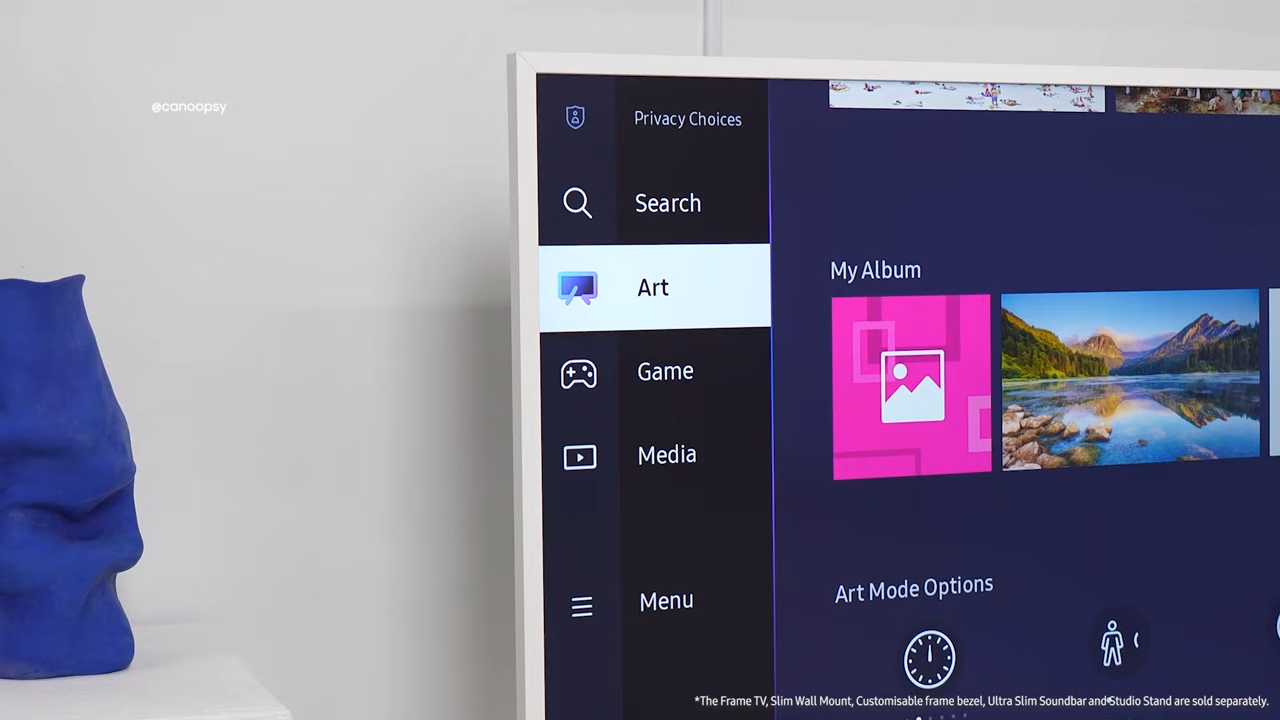 @canoopsy
Privacy Choices
Search
Art
Game
Media
Menu
My Album
Art Mode Options
*The Frame TV, Slim Wall Mount, Customisable frame bezel, Ultra Slim Soundbar and Studio Stand are sold separately.